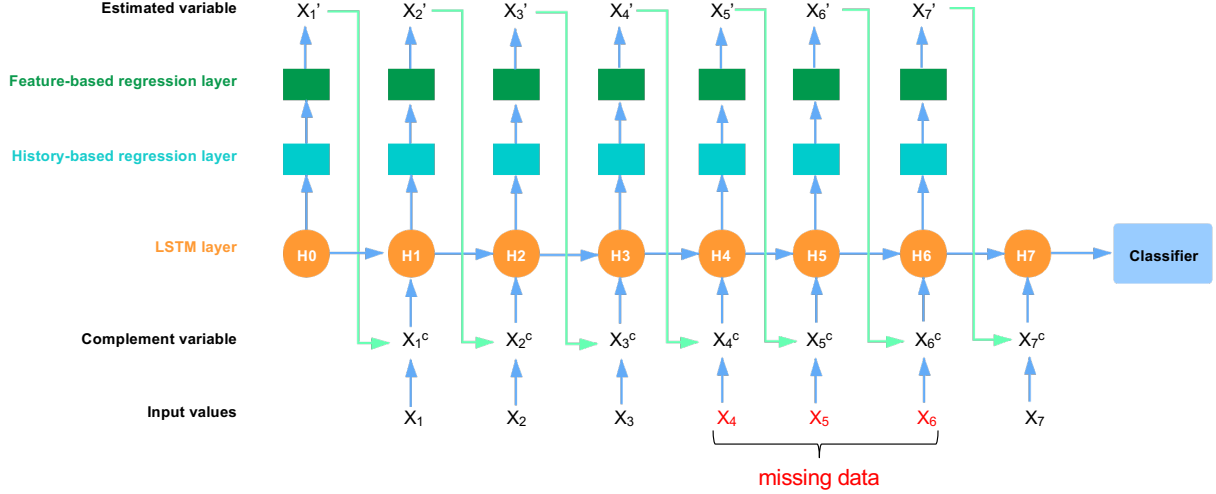 Estimated variable X₁’ X₂’ X₃’ X₄’ X₅’ X₆’ X₇’
Feature-based regression layer
History-based regression layer
LSTM layer H0 H1 H2 H3 H4 H5 H6 H7 Classifier
Complement variable X₁ᶜ X₂ᶜ X₃ᶜ X₄ᶜ X₅ᶜ X₆ᶜ X₇ᶜ
Input values X₁ X₂ X₃ X₄ X₅ X₆ X₇
missing data